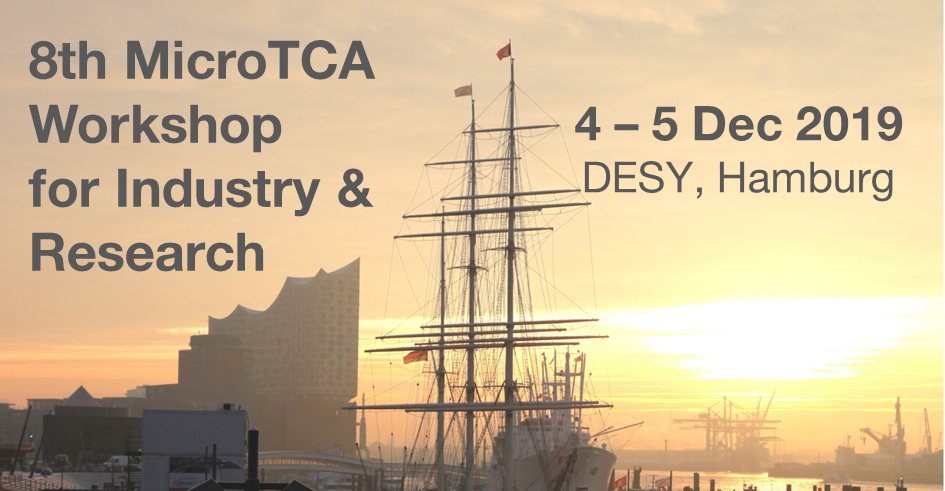 8th MicroTCA
Workshop
for Industry &
Research
4 – 5 Dec 2019
DESY, Hamburg